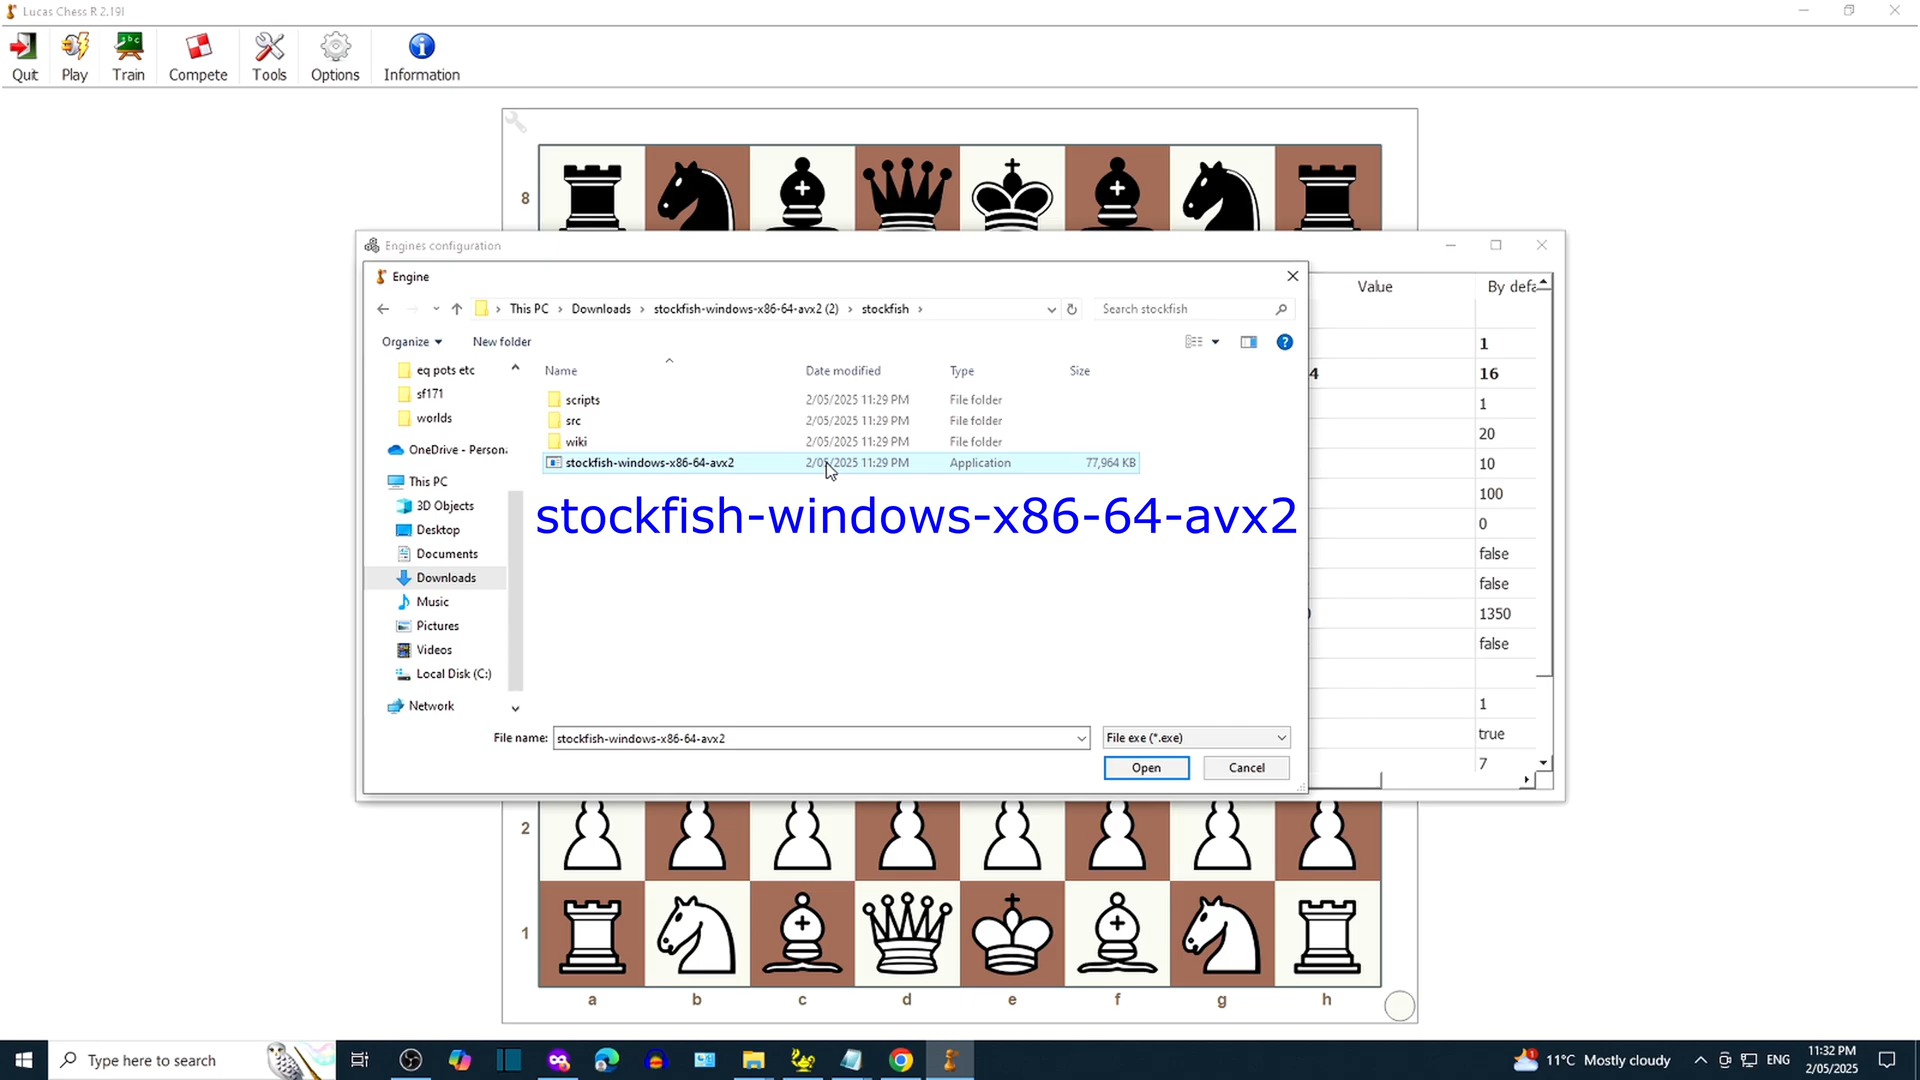 Lucas Chess R 2.19I
Quit
Play
Train
Compete
Tools
Options
Information
8
Engines configuration
Engine
Value
By defa
This PC
Downloads
stockfish-windows-x86-64-avx2 (2)
stockfish
Search stockfish
Organize
New folder
1
eq pots etc
sf171
worlds
OneDrive - Person
This PC
3D Objects
Desktop
Documents
Downloads
Music
Pictures
Videos
Local Disk (C:)
Network
Name
Date modified
Type
Size
scripts
2/05/2025 11:29 PM
File folder
src
2/05/2025 11:29 PM
File folder
wiki
2/05/2025 11:29 PM
File folder
stockfish-windows-x86-64-avx2
2/05/2025 11:29 PM
Application
77,964 KB
stockfish-windows-x86-64-avx2
4
16
1
20
10
100
0
false
false
1350
false
1
true
7
File name:
stockfish-windows-x86-64-avx2
File exe (*.exe)
Open
Cancel
2
1
a b c d e f g h
Type here to search
11°C Mostly cloudy
ENG
11:32 PM
2/05/2025